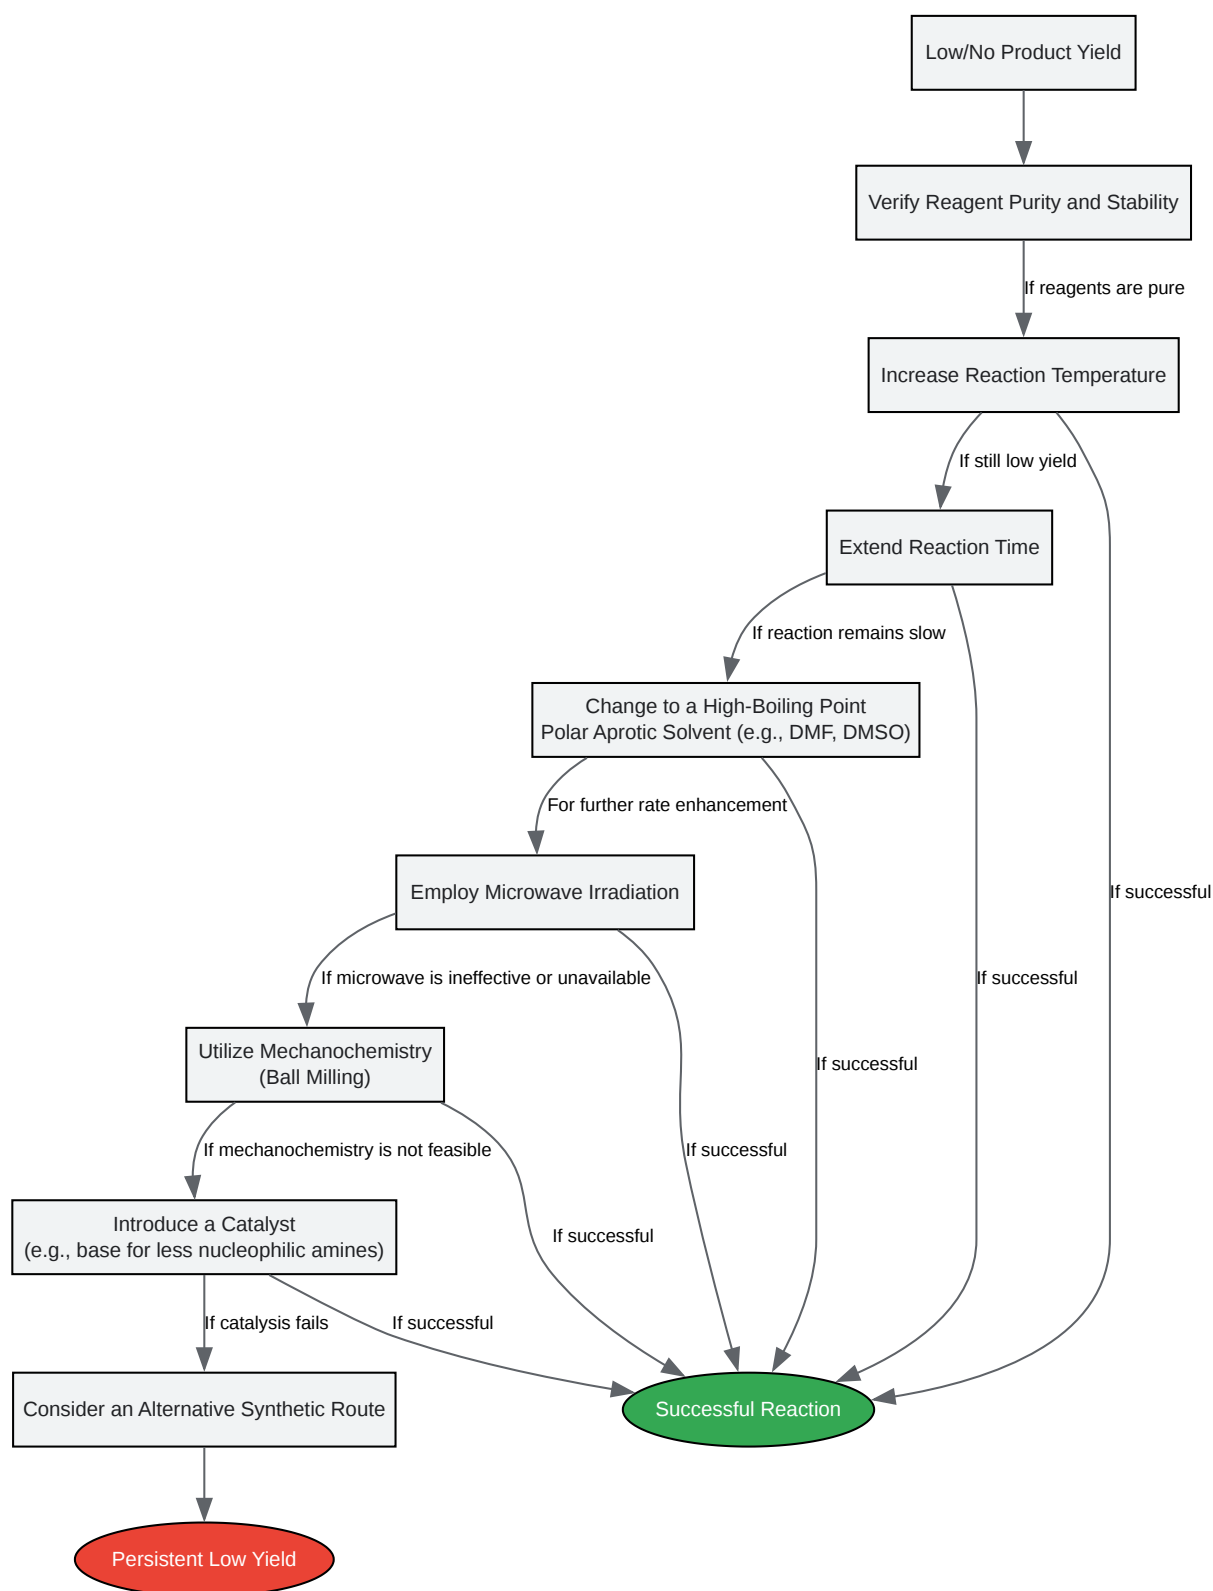 Low/No Product Yield
Verify Reagent Purity and Stability
If reagents are pure
Increase Reaction Temperature
If still low yield
Extend Reaction Time
If reaction remains slow
Change to a High-Boiling Point
Polar Aprotic Solvent (e.g., DMF, DMSO)
For further rate enhancement
Employ Microwave Irradiation
If successful
If microwave is ineffective or unavailable
If successful
Utilize Mechanochemistry
(Ball Milling)
If successful
If mechanochemistry is not feasible
If successful
Introduce a Catalyst
(e.g., base for less nucleophilic amines)
If successful
If catalysis fails
If successful
Consider an Alternative Synthetic Route
Successful Reaction
Persistent Low Yield